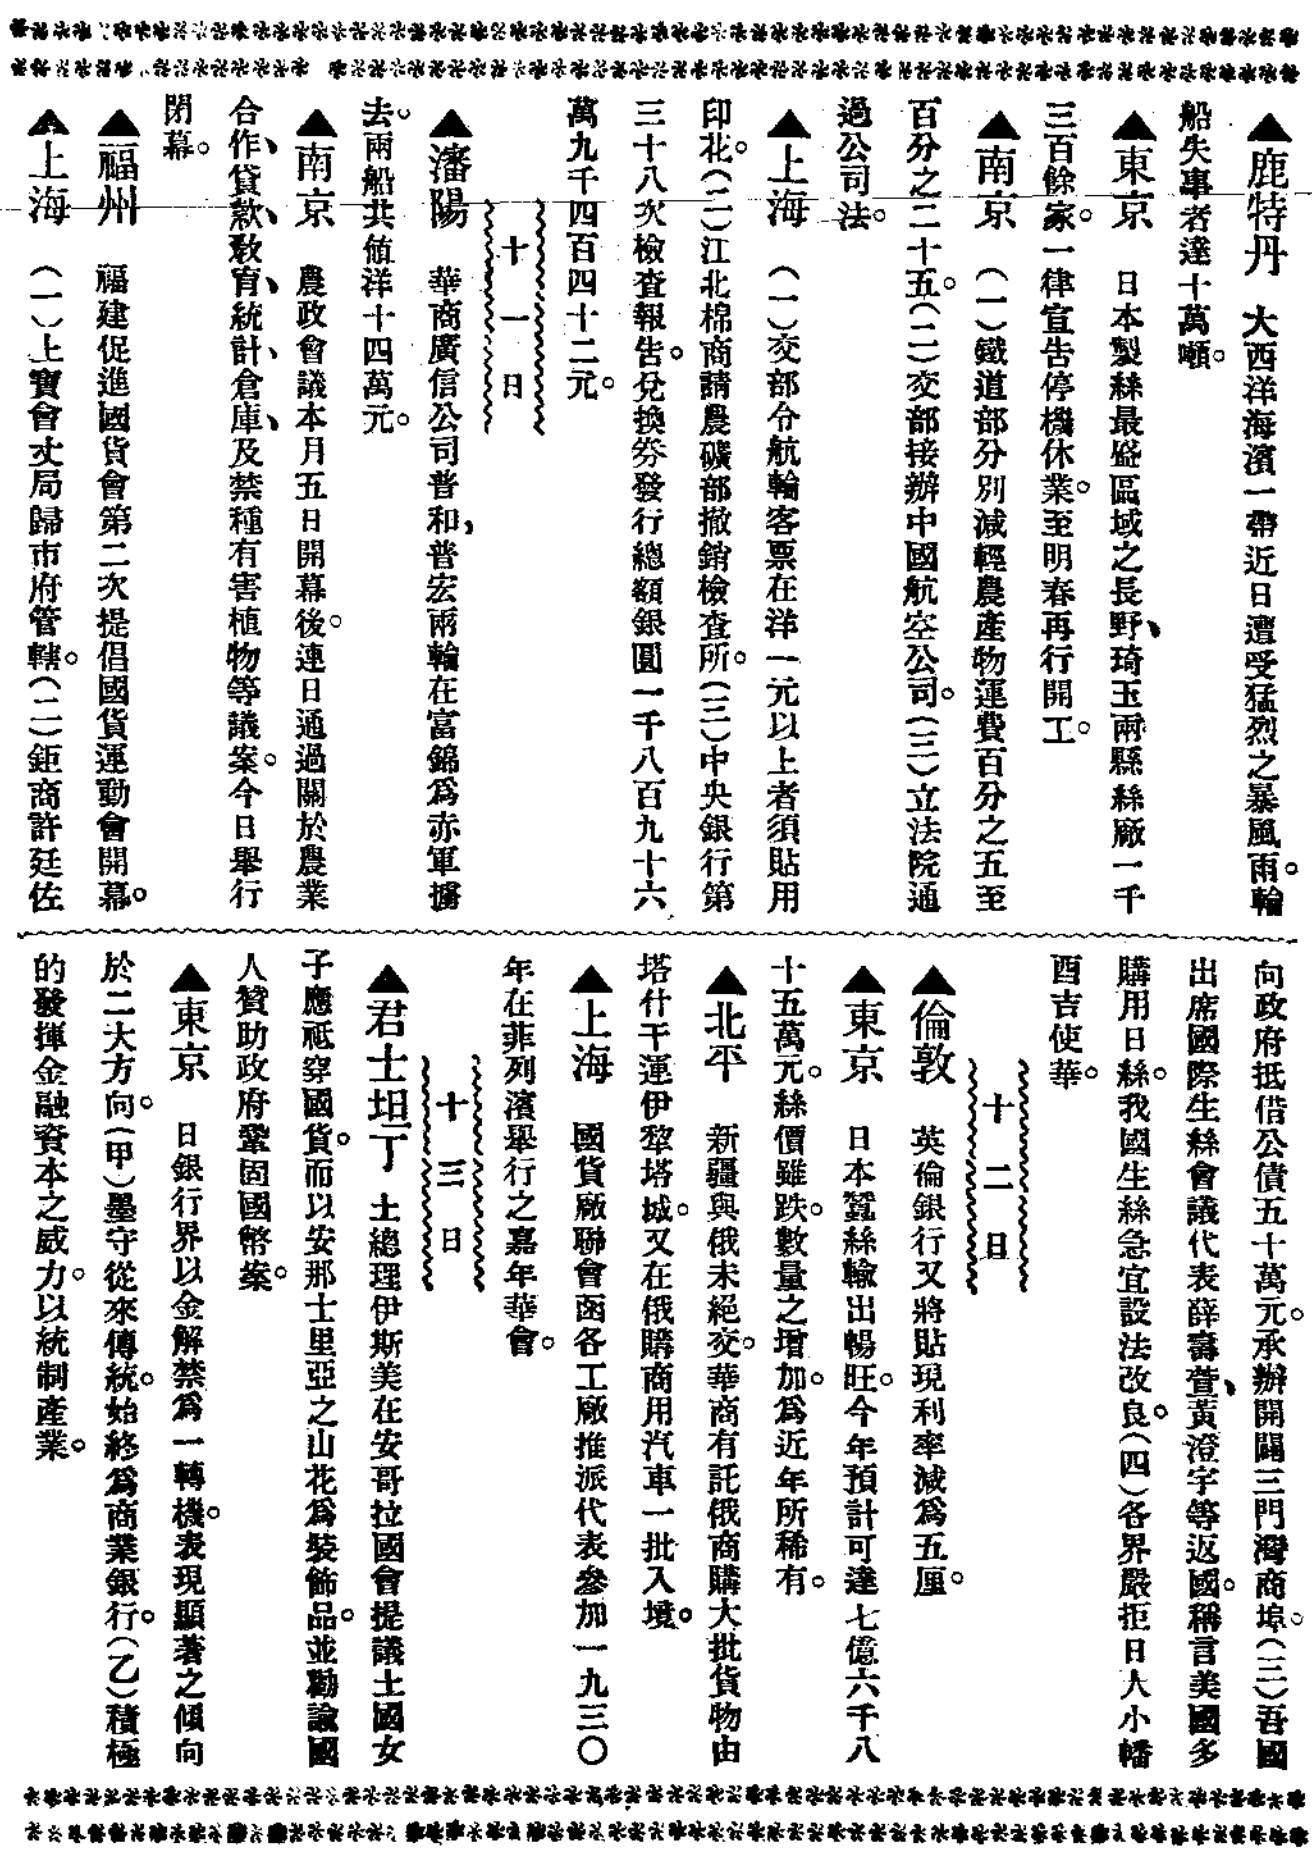 ▲鹿特丹　大西洋海濱一帶近日遭受猛烈之暴風雨。輪
船失事者達十萬噸。
▲東京　日本製絲最盛區域之長野、琦玉兩縣絲廠一千
三百餘家。一律宣告停機休業。至明春再行開工。
▲南京　(一)鐵道部分別減輕農產物運費百分之五至
百分之二十五。(二)交部接辦中國航空公司。(三)立法院通
過公司法。
▲上海　(一)交部令航輪客票在洋一元以上者須貼用
印花。(二)江北棉商請農礦部撤銷檢查所。(三)中央銀行第
三十八次檢查報告。兌換券發行總額銀圓一千八百九十六
萬九千四百四十二元。
十一日
▲瀋陽　華商廣信公司普和、普宏兩輪在富錦爲赤軍擄
去。兩船共值洋十四萬元。
▲南京　農政會議本月五日開幕後。連日通過關於農業
合作、貸款、敎育、統計、倉庫、及禁種有害植物等議案。今日舉行
閉幕。
▲福州　福建促進國貨會第二次提倡國貨運動會開幕。
▲上海　(一)上寶會丈局歸市府管轄。(二)鉅商許廷佐
向政府抵借公債五十萬元。承辦開闢三門灣商埠。(三)吾國
出席國際生絲會議代表薛壽萱、黃澄宇等返國。稱言美國多
購用日絲。我國生絲急宜設法改良。(四)各界嚴拒日人小幡
酉吉使華。
十二日
▲倫敦　英倫銀行又將貼現利率減爲五厘。
▲東京　日本蠶絲輸出暢旺。今年預計可達七億六千八
十五萬元。絲價雖跌。數量之增加。爲近年所稀有。
▲北平　新疆與俄未絕交。華商有託俄商購大批貨物由
塔什干運伊犂塔城。又在俄購商用汽車一批入境。
▲上海　國貨廠聯會函各工廠推派代表參加一九三〇
年在菲列濱舉行之嘉年華會。
十三日
▲君士坦丁　土總理伊斯美在安哥拉國會提議土國女
子應祗穿國貨。而以安那士里亞之山花爲裝飾品。並勸諭國
人贊助政府鞏固國幣案。
▲東京　日銀行界以金解禁爲一轉機。表現顯著之傾向
於二大方向。(甲)墨守從來傳統。始終爲商業銀行。(乙)積極
的發揮金融資本之威力。以統制產業。